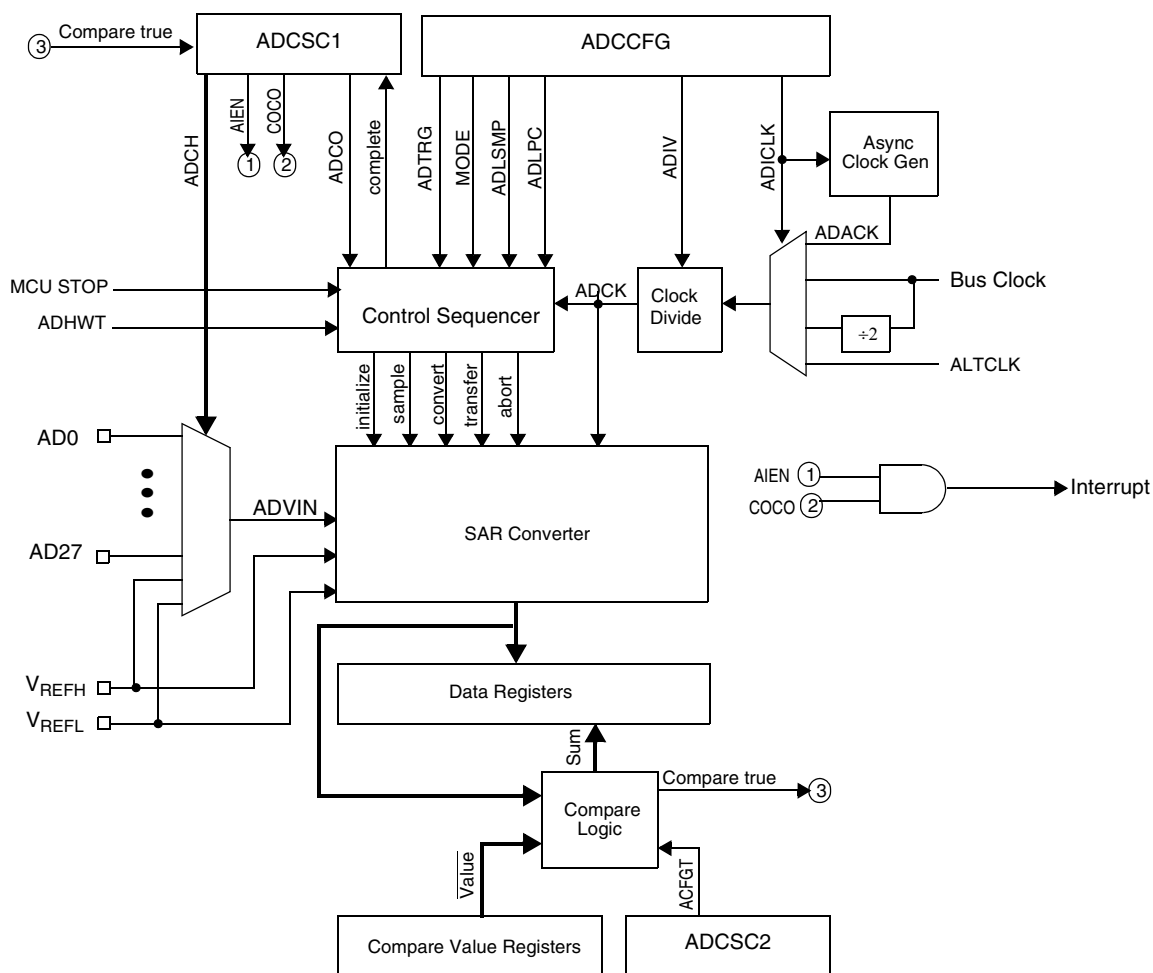 3 Compare true
ADCSC1
ADCCFG
ADCH
AIEN
COCO
1
2
ADCO
complete
ADTRG
MODE
ADLSMP
ADLPC
ADIV
ADICLK
Async
Clock Gen
ADACK
MCU STOP
ADHWT
Control Sequencer
ADCK
Clock
Divide
Bus Clock
÷2
ALTCLK
initialize
sample
convert
transfer
abort
AD0
AD27
ADVIN
SAR Converter
AIEN 1
COCO 2
Interrupt
VREFH
VREFL
Data Registers
Sum
Compare
Logic
Compare true 3
Value
ACFGT
Compare Value Registers
ADCSC2